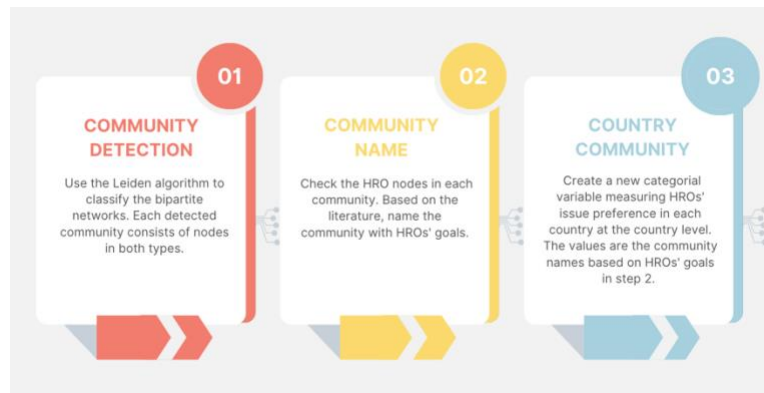 01
COMMUNITY
DETECTION
Use the Leiden algorithm to
classify the bipartite
networks. Each detected
community consists of nodes
in both types.
02
COMMUNITY
NAME
Check the HRO nodes in each
community. Based on the
literature, name the
community with HROs' goals.
03
COUNTRY
COMMUNITY
Create a new categorial
variable measuring HROs'
issue preference in each
country at the country level.
The values are the community
names based on HROs' goals
in step 2.